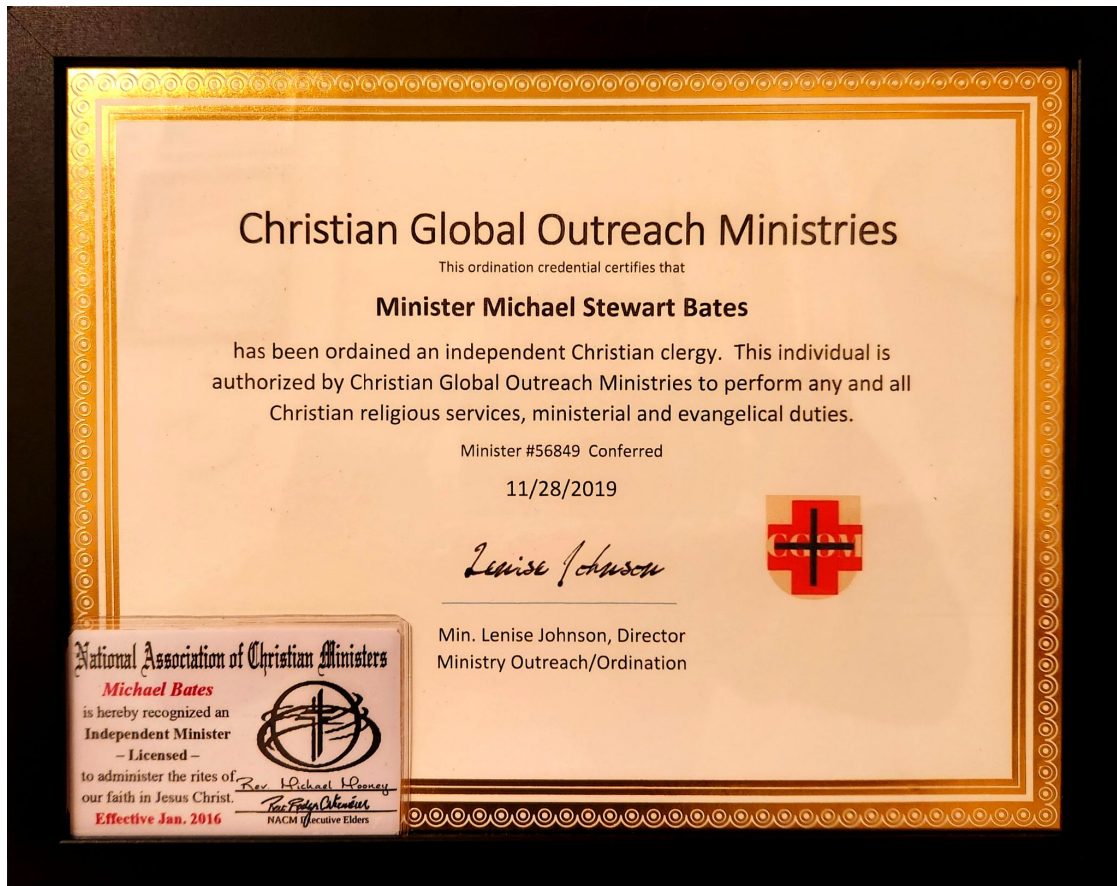 Christian Global Outreach Ministries
This ordination credential certifies that
Minister Michael Stewart Bates
has been ordained an independent Christian clergy. This individual is
authorized by Christian Global Outreach Ministries to perform any and all
Christian religious services, ministerial and evangelical duties.
Minister #56849 Conferred
11/28/2019
CGOM
Lenise Johnson
Min. Lenise Johnson, Director
Ministry Outreach/Ordination
National Association of Christian Ministers
Michael Bates
is hereby recognized an
Independent Minister
– Licensed –
to administer the rites of
our faith in Jesus Christ.
Effective Jan. 2016
Rev. Michael Mooney
NACM Executive Elders